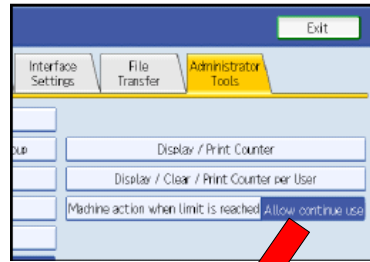 Exit
Interface Settings
File Transfer
Administrator Tools
oup
Display / Print Counter
Display / Clear / Print Counter per User
Machine action when limit is reached Allow continue use